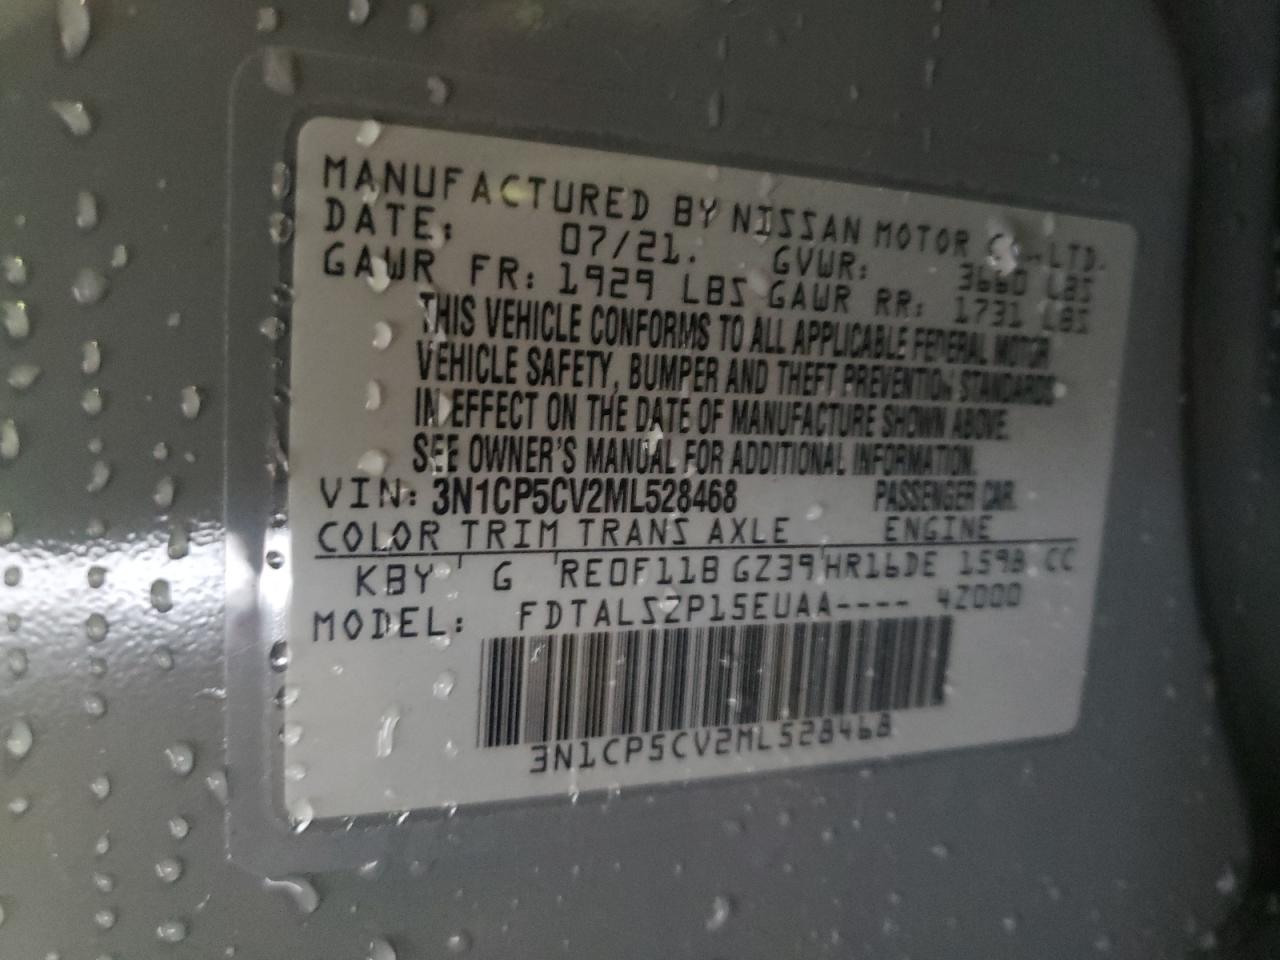 MANUFACTURED BY NISSAN MOTOR CO.,LTD.
DATE: 07/21. GVWR: 3660 LBS
GAWR FR: 1929 LBS GAWR RR: 1731 LBS
THIS VEHICLE CONFORMS TO ALL APPLICABLE FEDERAL MOTOR
VEHICLE SAFETY, BUMPER AND THEFT PREVENTION STANDARDS
IN EFFECT ON THE DATE OF MANUFACTURE SHOWN ABOVE.
SEE OWNER'S MANUAL FOR ADDITIONAL INFORMATION.
VIN: 3N1CP5CV2ML528468 PASSENGER CAR.
COLOR TRIM TRANS AXLE ENGINE
KBY G RE0F11B GZ39 HR16DE 1598 CC
MODEL: FDTALSZP15EUAA---- 4Z000
3N1CP5CV2ML528468